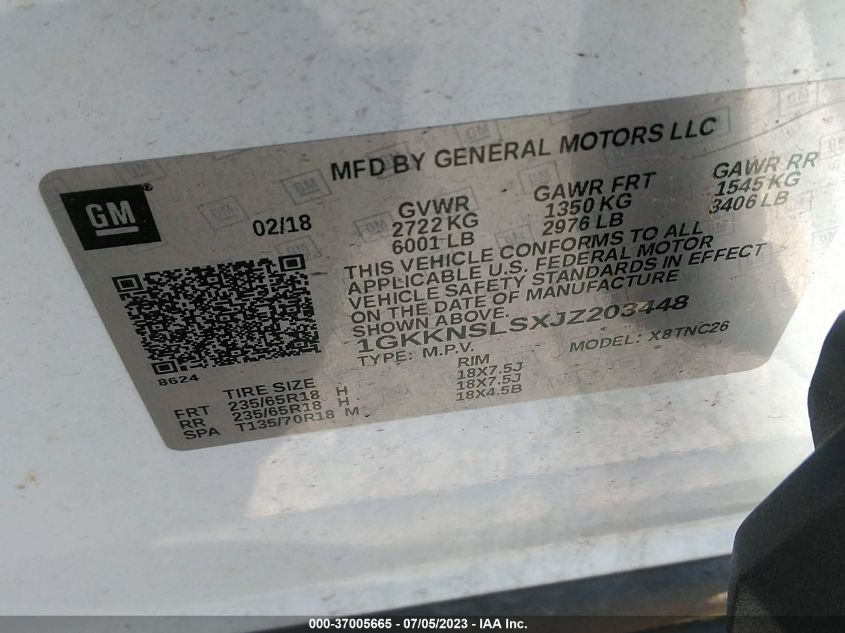 MFD BY GENERAL MOTORS LLC
GM®
02/18
GVWR
2722 KG
6001 LB
GAWR FRT
1350 KG
2976 LB
GAWR RR
1545 KG
3406 LB
THIS VEHICLE CONFORMS TO ALL
APPLICABLE U.S. FEDERAL MOTOR
VEHICLE SAFETY STANDARDS IN EFFECT
ON THE DATE OF MANUFACTURE
SHOWN ABOVE.
1GKKNSLSXJZ203448
TYPE: M.P.V. MODEL: X8TNC26
8624
TIRE SIZE RIM
FRT 235/65R18 H 18X7.5J
RR 235/65R18 H 18X7.5J
SPA T135/70R18 M 18X4.5B
000-37005665 - 07/05/2023 - IAA Inc.